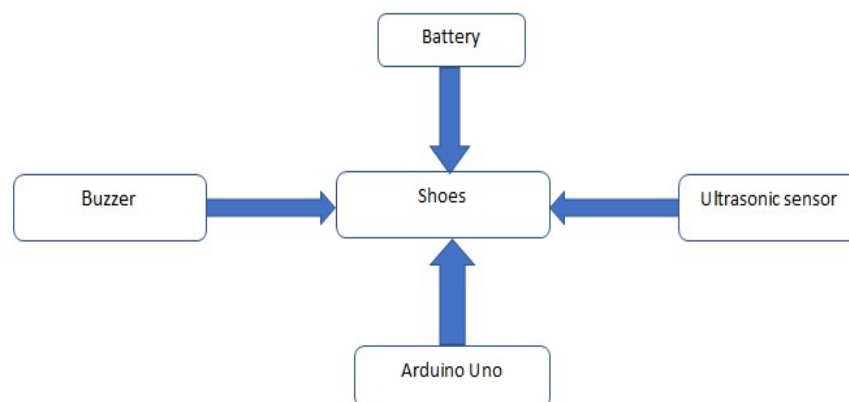 Battery
Buzzer
Shoes
Ultrasonic sensor
Arduino Uno